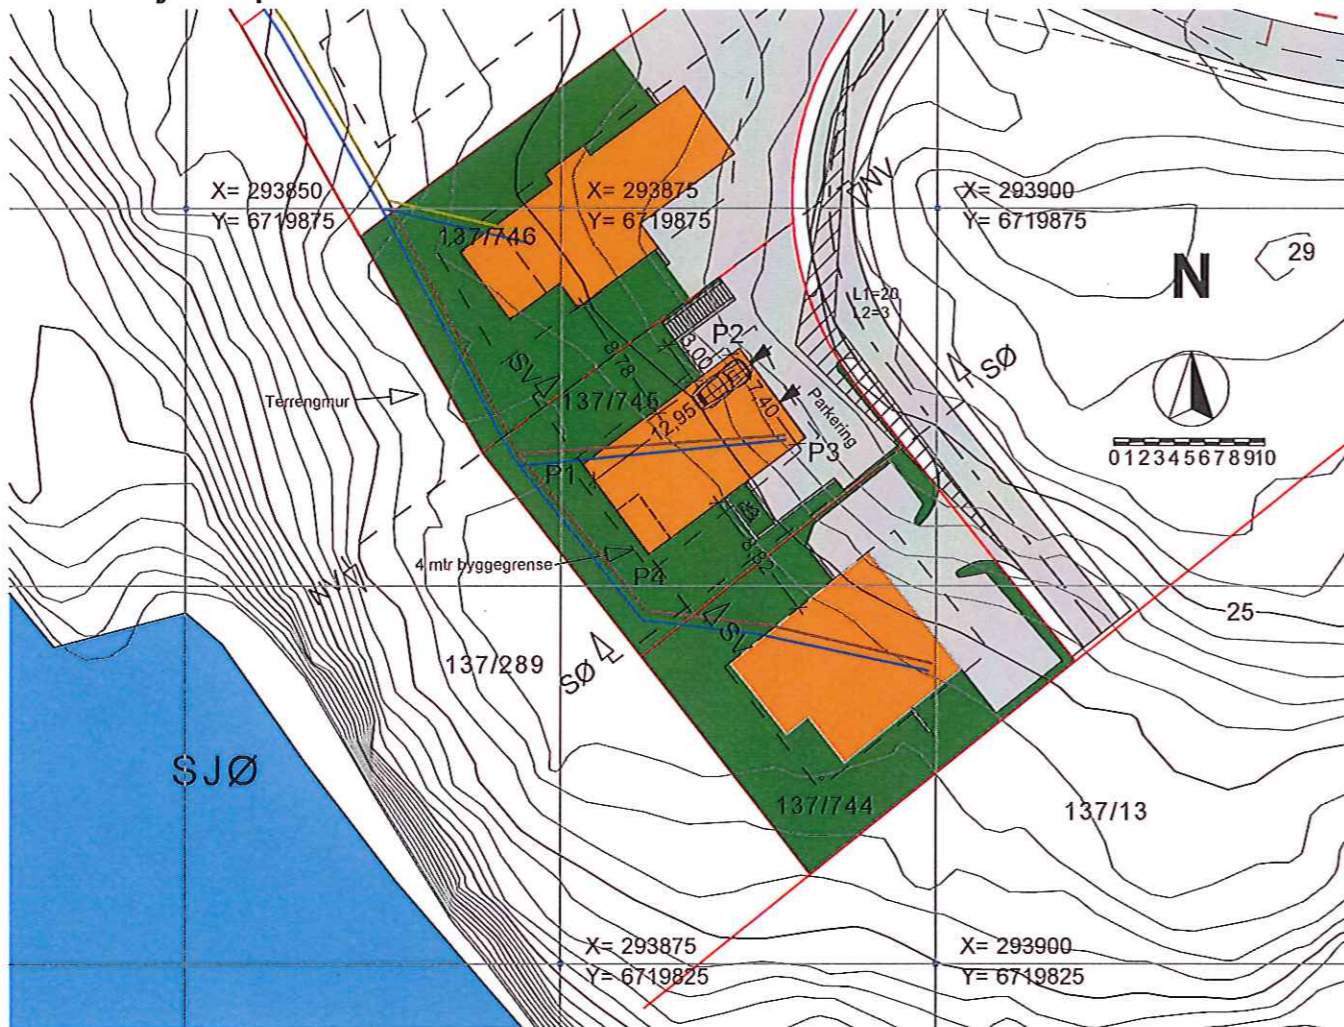 X= 293850
Y= 6719875
X= 293875
Y= 6719875
X= 293900
Y= 6719875
NV
137/746
29
N
L1=20
L2=3
P2
SØ
3,00
8,78
SV
Terrengmur
137/745
7,40
Parkering
12,95
P3
0 1 2 3 4 5 6 7 8 9 10
P1
8,82
4 mtr byggegrense
P4
NV
25
SV
137/289
SØ
SJØ
137/744
137/13
X= 293875
Y= 6719825
X= 293900
Y= 6719825